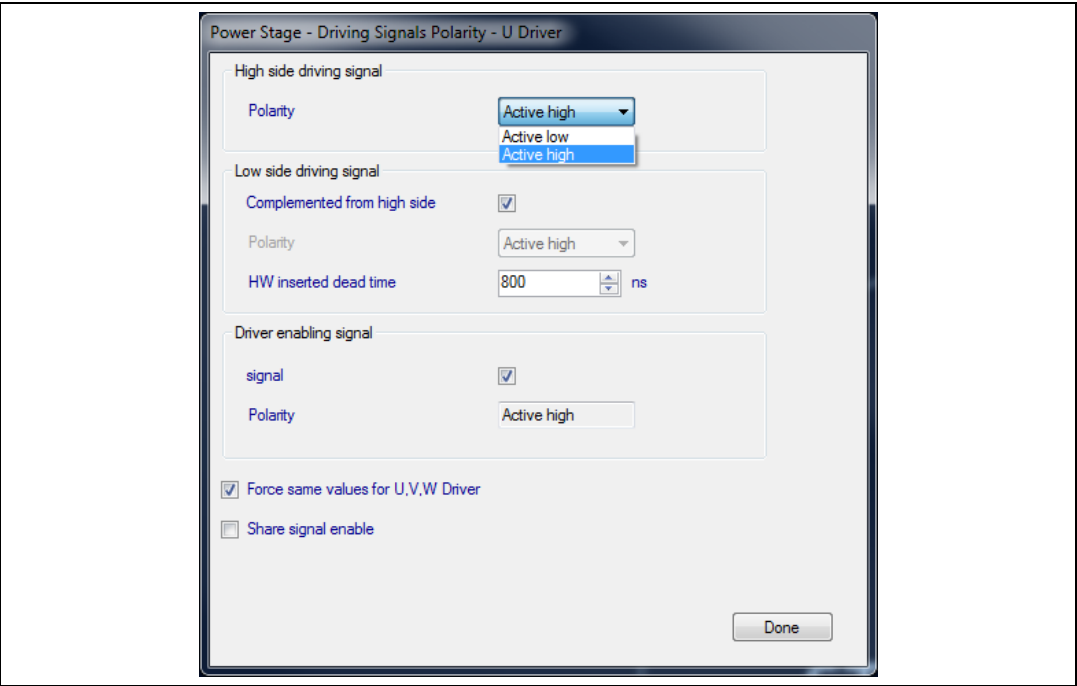 Power Stage - Driving Signals Polarity - U Driver
High side driving signal
Polarity Active high
Active low
Active high
Low side driving signal
Complemented from high side
Polarity Active high
HW inserted dead time 800 ns
Driver enabling signal
signal
Polarity Active high
Force same values for U,V,W Driver
Share signal enable
Done